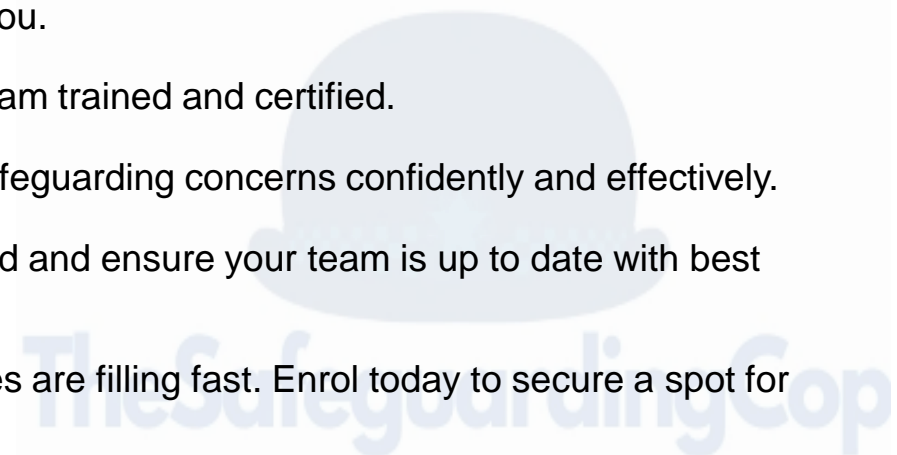 ou.
am trained and certified.
feguarding concerns confidently and effectively.
d and ensure your team is up to date with best
es are filling fast. Enrol today to secure a spot for
TheSafeguardingCop